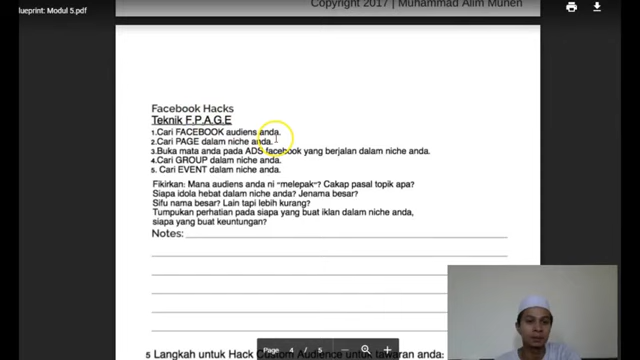 lueprint: Modul 5.pdf
Copyright 2017 | Muhammad Alim Munen
Facebook Hacks
Teknik F.P.A.G.E
1.Cari FACEBOOK audiens anda.
2.Cari PAGE dalam niche anda.
3.Buka mata anda pada ADS facebook yang berjalan dalam niche anda.
4.Cari GROUP dalam niche anda.
5. Cari EVENT dalam niche anda.
Fikirkan: Mana audiens anda ni "melepak"? Cakap pasal topik apa?
Siapa idola hebat dalam niche anda? Jenama besar?
Sifu nama besar? Lain tapi lebih kurang?
Tumpukan perhatian pada siapa yang buat iklan dalam niche anda,
siapa yang buat keuntungan?
Notes:
5 Langkah untuk Hack Custom Audience untuk tawaran anda:
Page 4 / 5